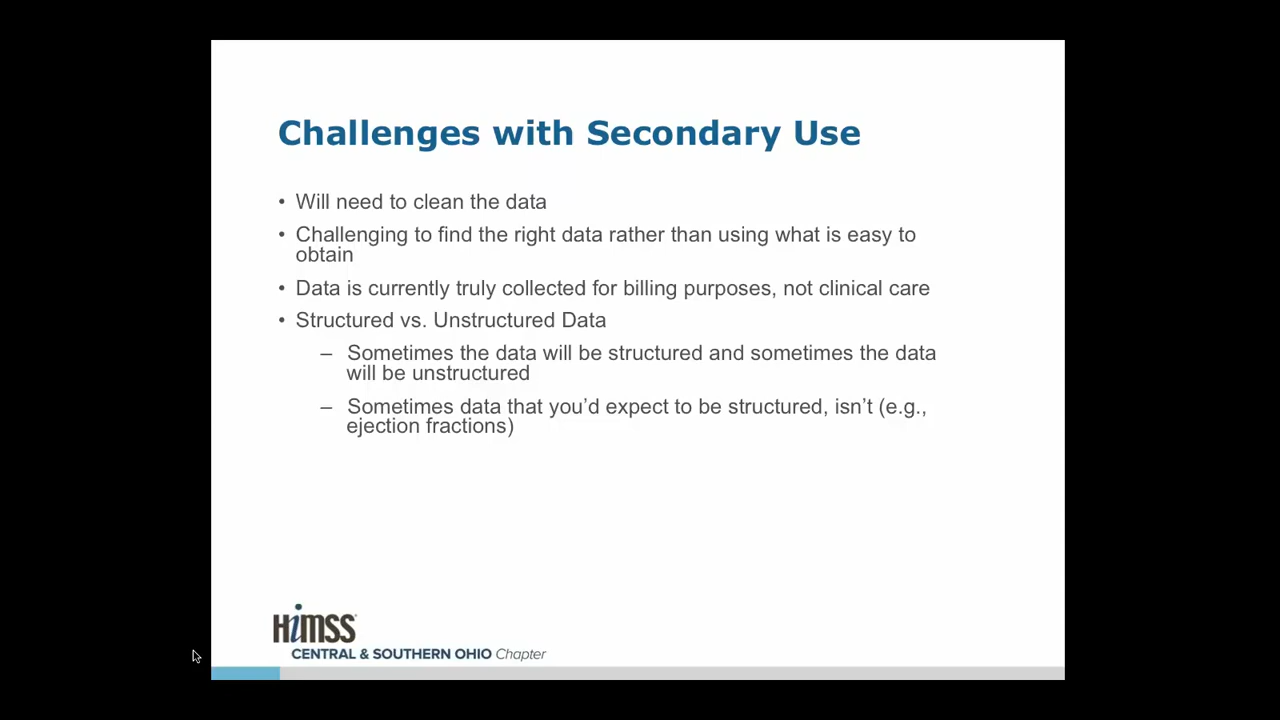 Challenges with Secondary Use
• Will need to clean the data
• Challenging to find the right data rather than using what is easy to
obtain
• Data is currently truly collected for billing purposes, not clinical care
• Structured vs. Unstructured Data
– Sometimes the data will be structured and sometimes the data
will be unstructured
– Sometimes data that you’d expect to be structured, isn’t (e.g.,
ejection fractions)
HiMSS
CENTRAL & SOUTHERN OHIO Chapter